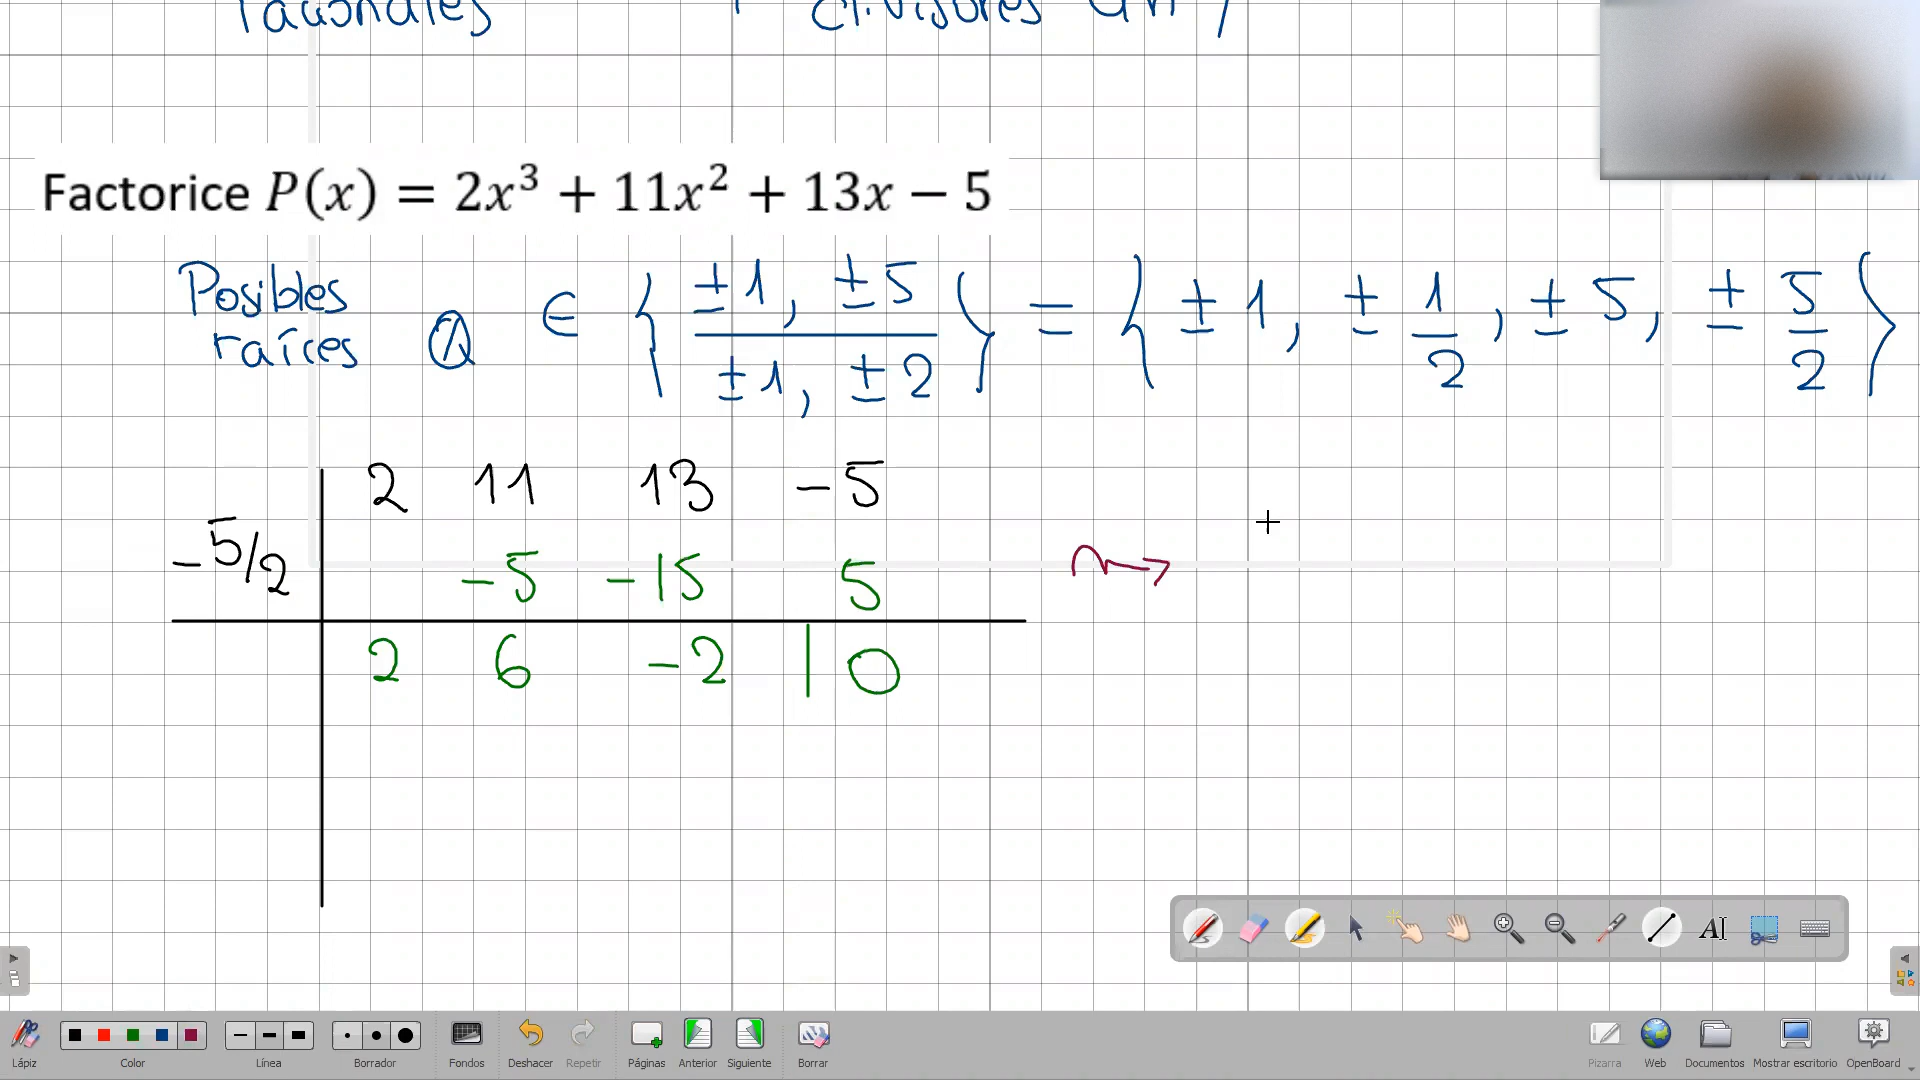 racionales divisores an
Factorice P(x) = 2x³ + 11x² + 13x − 5
Posibles raíces ℚ ∈ { ±1, ±5 / ±1, ±2 } = { ±1, ±1/2, ±5, ±5/2 }
2 11 13 −5
−5/2 −5 −15 5
2 6 −2 | 0
Lápiz Color Línea Borrador Fondos Deshacer Repetir Páginas Anterior Siguiente Borrar Pizarra Web Documentos Mostrar escritorio OpenBoard